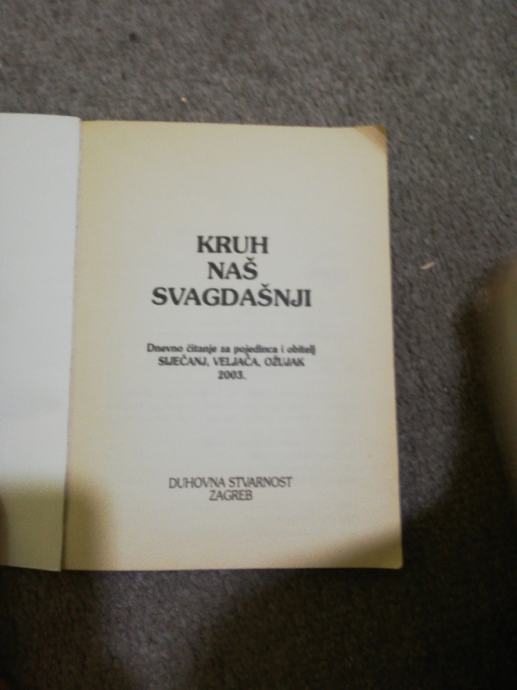 KRUH
NAŠ
SVAGDAŠNJI
Dnevno čitanje za pojedinca i obitelj
SIJEČANJ, VELJAČA, OŽUJAK
2003.
DUHOVNA STVARNOST
ZAGREB